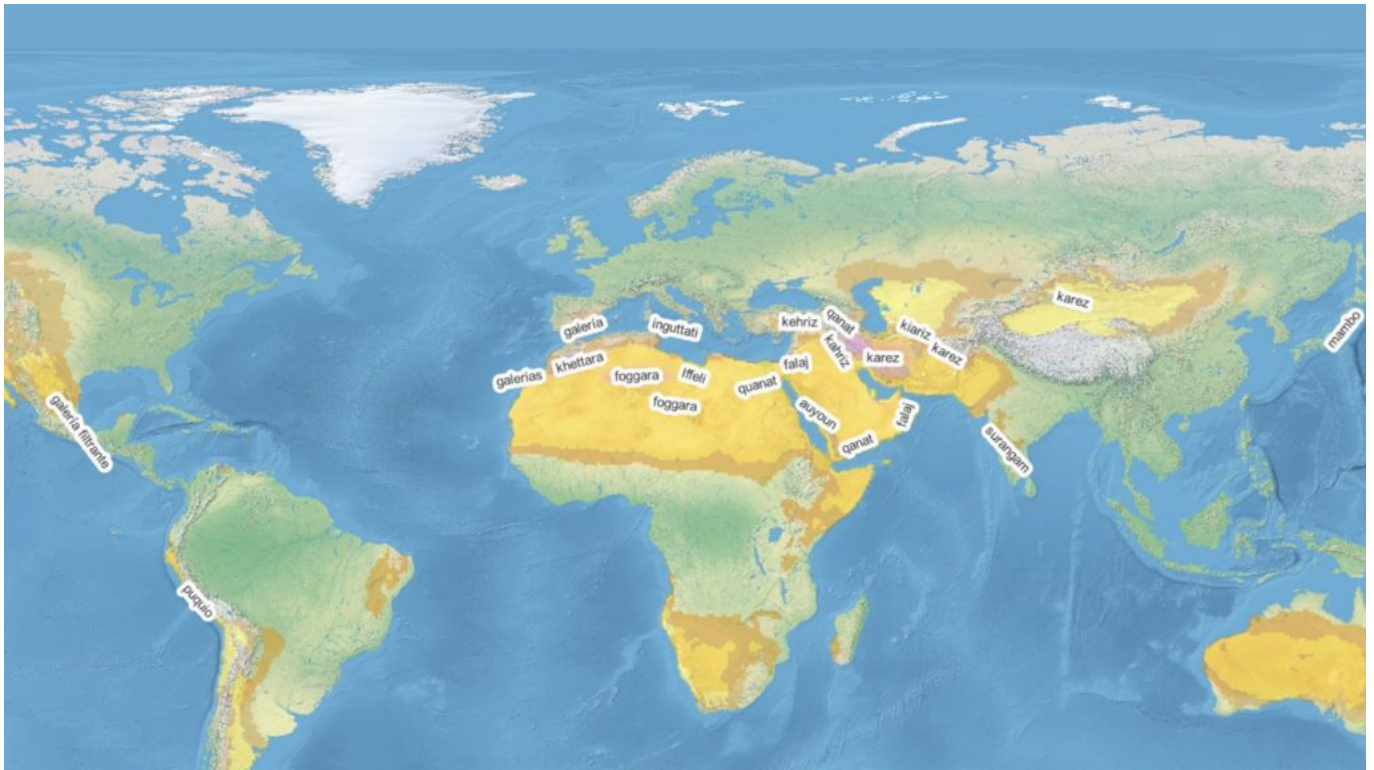 karez
mambo
galería
inguttati
kehriz
qanat
kiariz
karez
kahriz
karez
khettara
galerías
foggara
Iffeli
quanat
falaj
foggara
auyoun
falaj
qanat
galería filtrante
surangam
puquio